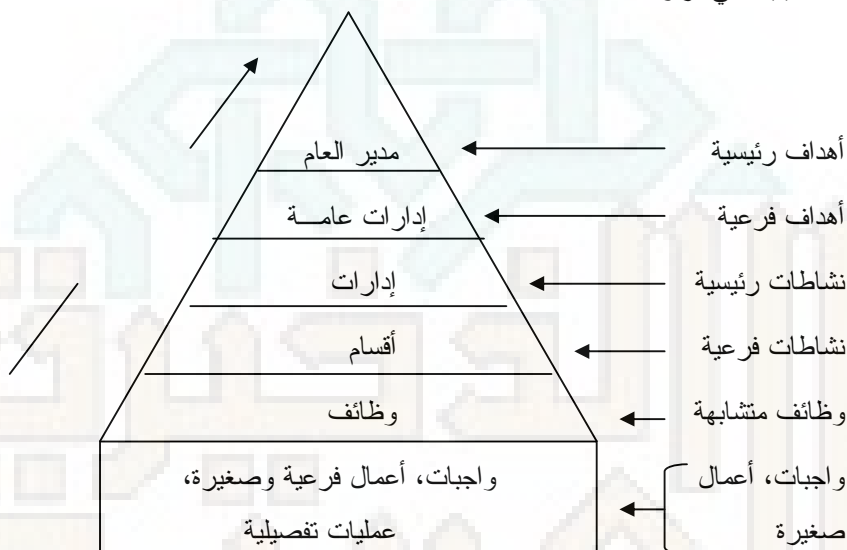 مدير العام
أهداف رئيسية
إدارات عامــة
أهداف فرعية
إدارات
نشاطات رئيسية
أقسام
نشاطات فرعية
وظائف
وظائف متشابهة
واجبات، أعمال فرعية وصغيرة،
عمليات تفصيلية
واجبات، أعمال
صغيرة